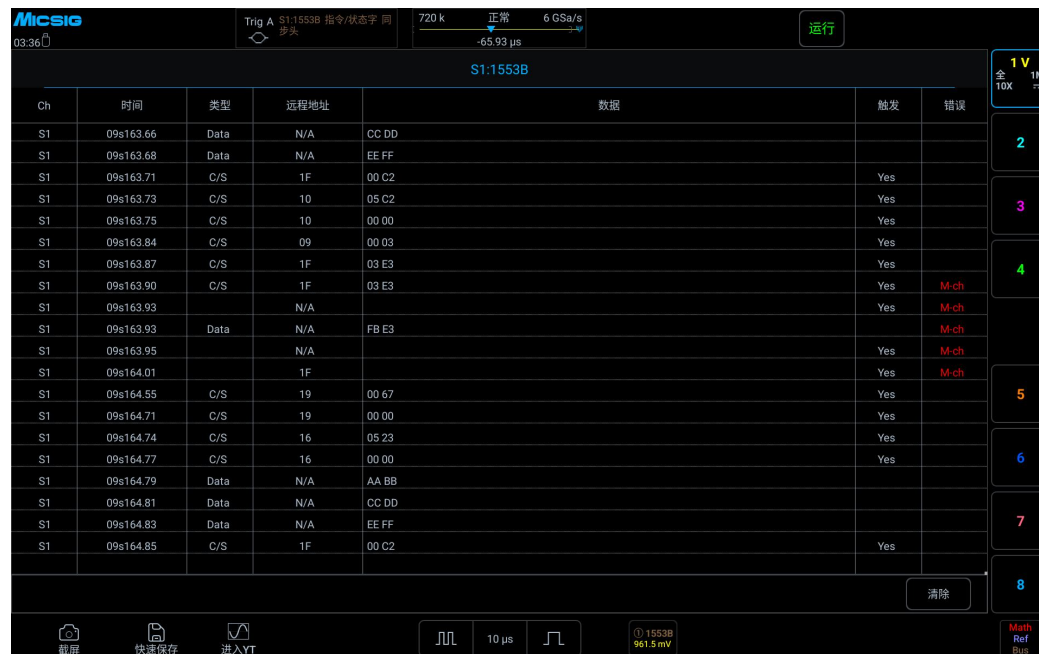 Micsig
03:36
Trig A S1:1553B 指令/状态字 同步头
720 k 正常 6 GSa/s
-65.93 µs
运行
S1:1553B
1 V
全 1M
10X
Ch 时间 类型 远程地址 数据 触发 错误
S1 09s163.66 Data N/A CC DD
S1 09s163.68 Data N/A EE FF
S1 09s163.71 C/S 1F 00 C2 Yes
S1 09s163.73 C/S 10 05 C2 Yes
S1 09s163.75 C/S 10 00 00 Yes
S1 09s163.84 C/S 09 00 03 Yes
S1 09s163.87 C/S 1F 03 E3 Yes
S1 09s163.90 C/S 1F 03 E3 Yes M-ch
S1 09s163.93 N/A Yes M-ch
S1 09s163.93 Data N/A FB E3 M-ch
S1 09s163.95 N/A Yes M-ch
S1 09s164.01 1F Yes M-ch
S1 09s164.55 C/S 19 00 67 Yes
S1 09s164.71 C/S 19 00 00 Yes
S1 09s164.74 C/S 16 05 23 Yes
S1 09s164.77 C/S 16 00 00 Yes
S1 09s164.79 Data N/A AA BB
S1 09s164.81 Data N/A CC DD
S1 09s164.83 Data N/A EE FF
S1 09s164.85 C/S 1F 00 C2 Yes
2
3
4
5
6
7
8
清除
截屏
快速保存
进入YT
10 µs
① 1553B
961.5 mV
Math
Ref
Bus